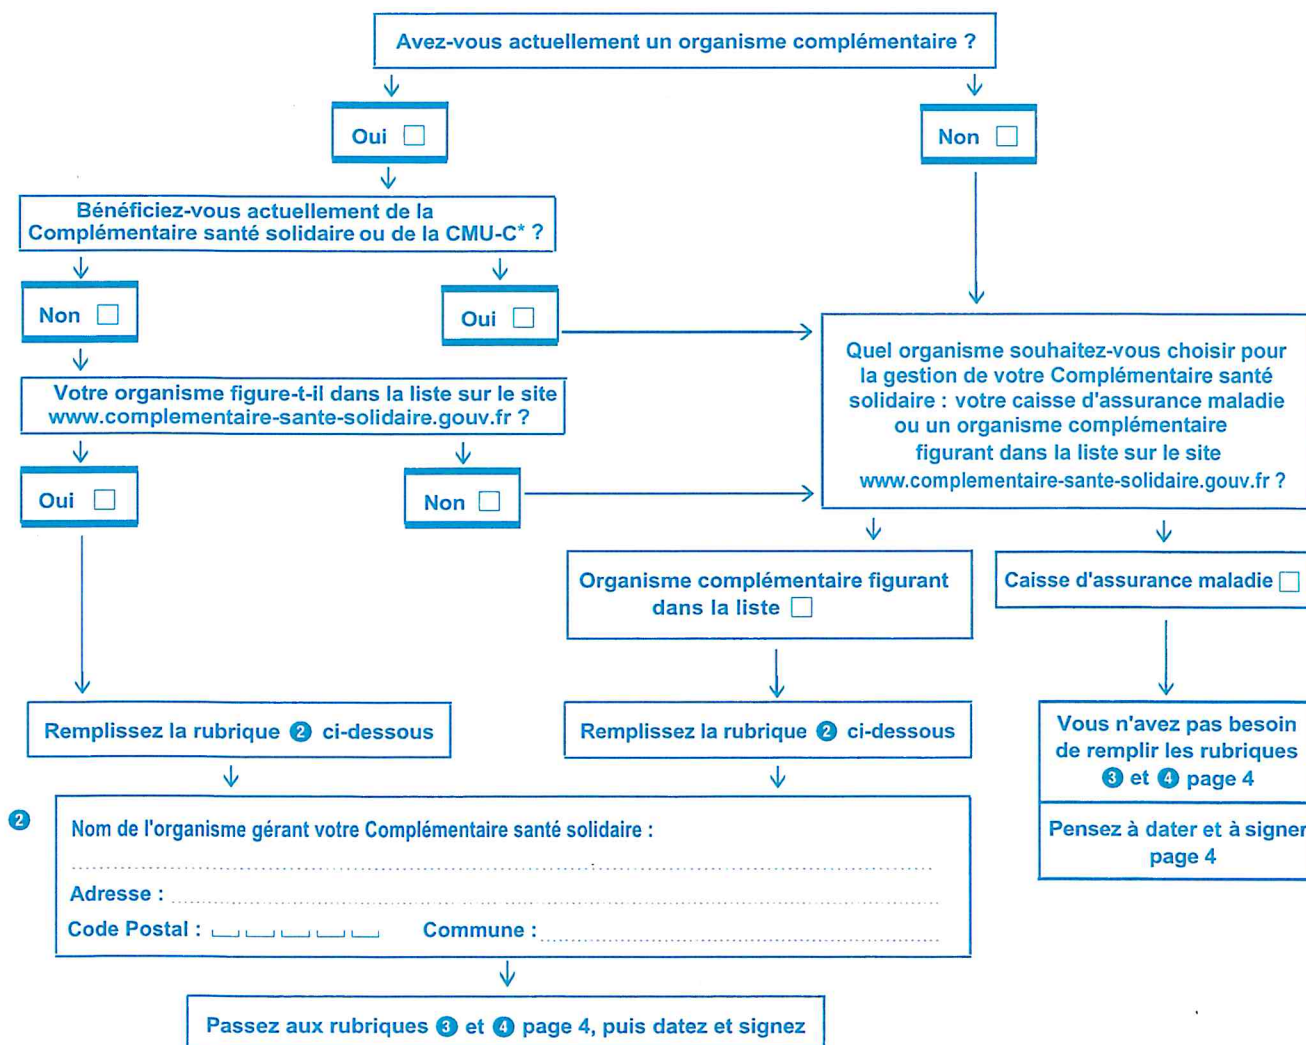 Avez-vous actuellement un organisme complémentaire ?
Oui
Non
Bénéficiez-vous actuellement de la
Complémentaire santé solidaire ou de la CMU-C* ?
Non
Oui
Quel organisme souhaitez-vous choisir pour
la gestion de votre Complémentaire santé
solidaire : votre caisse d'assurance maladie
ou un organisme complémentaire
figurant dans la liste sur le site
www.complementaire-sante-solidaire.gouv.fr ?
Votre organisme figure-t-il dans la liste sur le site
www.complementaire-sante-solidaire.gouv.fr ?
Oui
Non
Organisme complémentaire figurant
dans la liste
Caisse d'assurance maladie
Remplissez la rubrique 2 ci-dessous
Remplissez la rubrique 2 ci-dessous
Vous n'avez pas besoin
de remplir les rubriques
3 et 4 page 4
Pensez à dater et à signer
page 4
2
Nom de l'organisme gérant votre Complémentaire santé solidaire :
Adresse :
Code Postal : Commune :
Passez aux rubriques 3 et 4 page 4, puis datez et signez